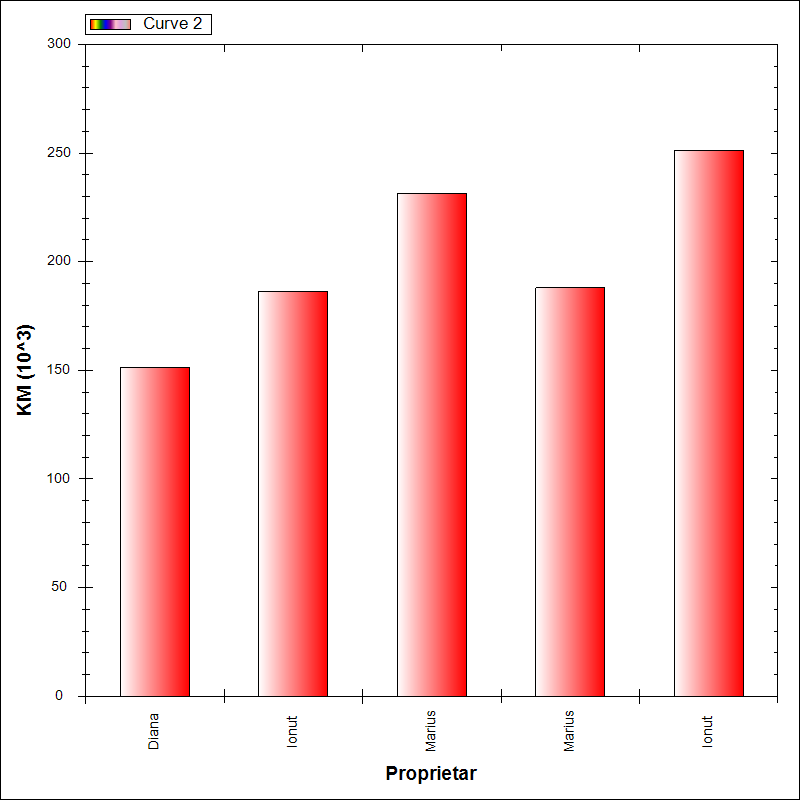 Curve 2
300
250
200
150
100
50
0
KM (10^3)
Diana
Ionut
Marius
Marius
Ionut
Proprietar